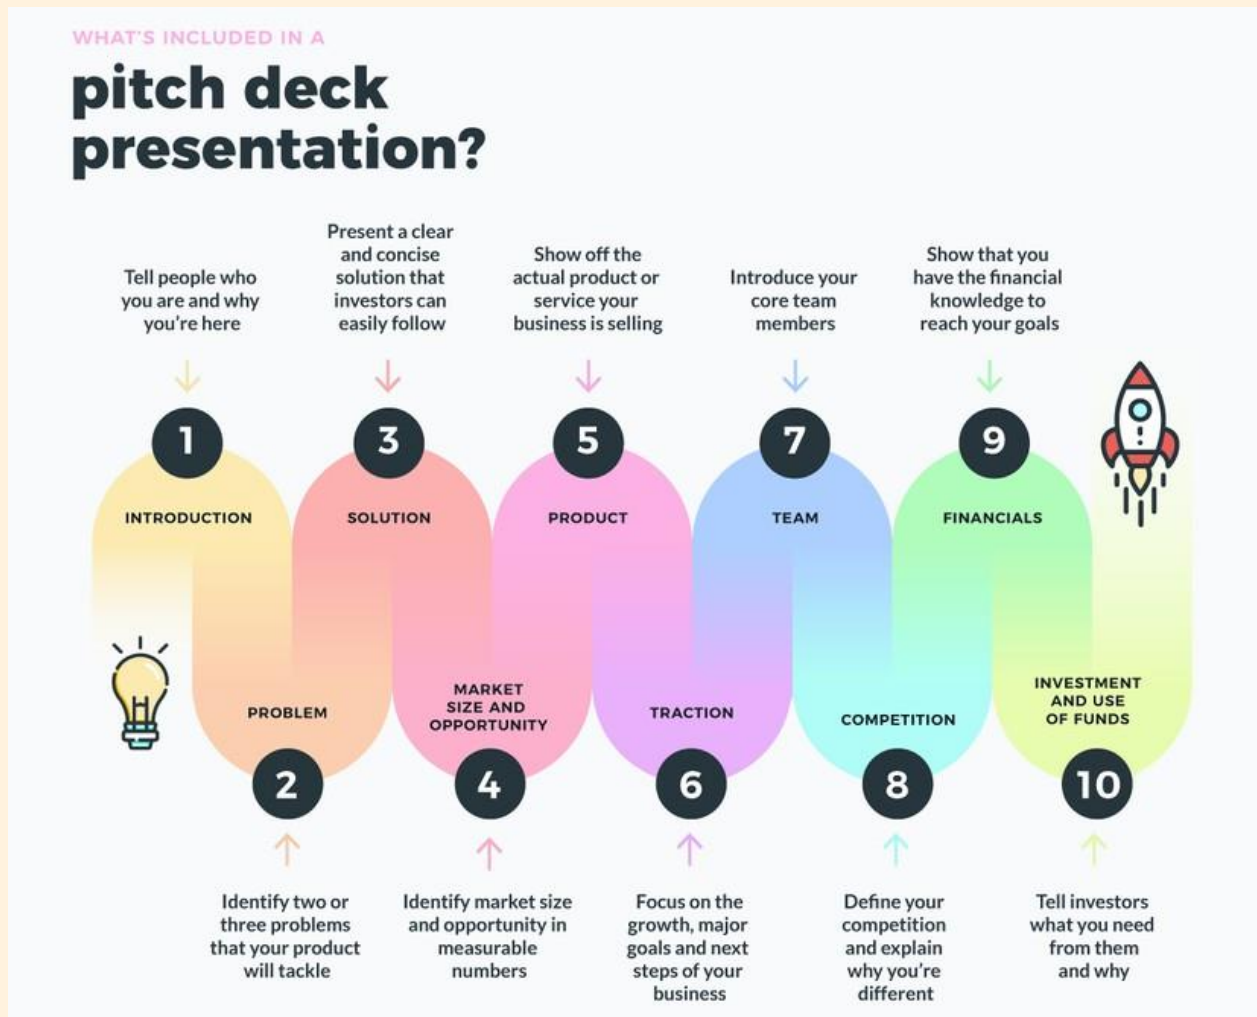 WHAT'S INCLUDED IN A
pitch deck
presentation?
Tell people who
you are and why
you're here
1
INTRODUCTION
PROBLEM
2
Identify two or
three problems
that your product
will tackle
Present a clear
and concise
solution that
investors can
easily follow
3
SOLUTION
MARKET
SIZE AND
OPPORTUNITY
4
Identify market size
and opportunity in
measurable
numbers
Show off the
actual product or
service your
business is selling
5
PRODUCT
TRACTION
6
Focus on the
growth, major
goals and next
steps of your
business
Introduce your
core team
members
7
TEAM
COMPETITION
8
Define your
competition
and explain
why you're
different
Show that you
have the financial
knowledge to
reach your goals
9
FINANCIALS
INVESTMENT
AND USE
OF FUNDS
10
Tell investors
what you need
from them
and why